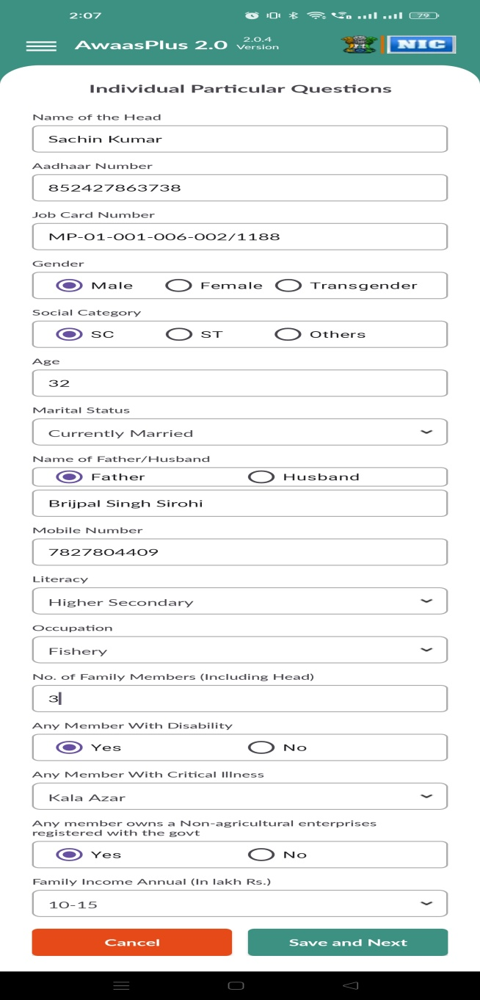 2:07
79
AwaasPlus 2.0
2.0.4
Version
NIC
Individual Particular Questions
Name of the Head
Sachin Kumar
Aadhaar Number
852427863738
Job Card Number
MP-01-001-006-002/1188
Gender
Male Female Transgender
Social Category
SC ST Others
Age
32
Marital Status
Currently Married
Name of Father/Husband
Father Husband
Brijpal Singh Sirohi
Mobile Number
7827804409
Literacy
Higher Secondary
Occupation
Fishery
No. of Family Members (Including Head)
3
Any Member With Disability
Yes No
Any Member With Critical Illness
Kala Azar
Any member owns a Non-agricultural enterprises
registered with the govt
Yes No
Family Income Annual (In lakh Rs.)
10-15
Cancel Save and Next